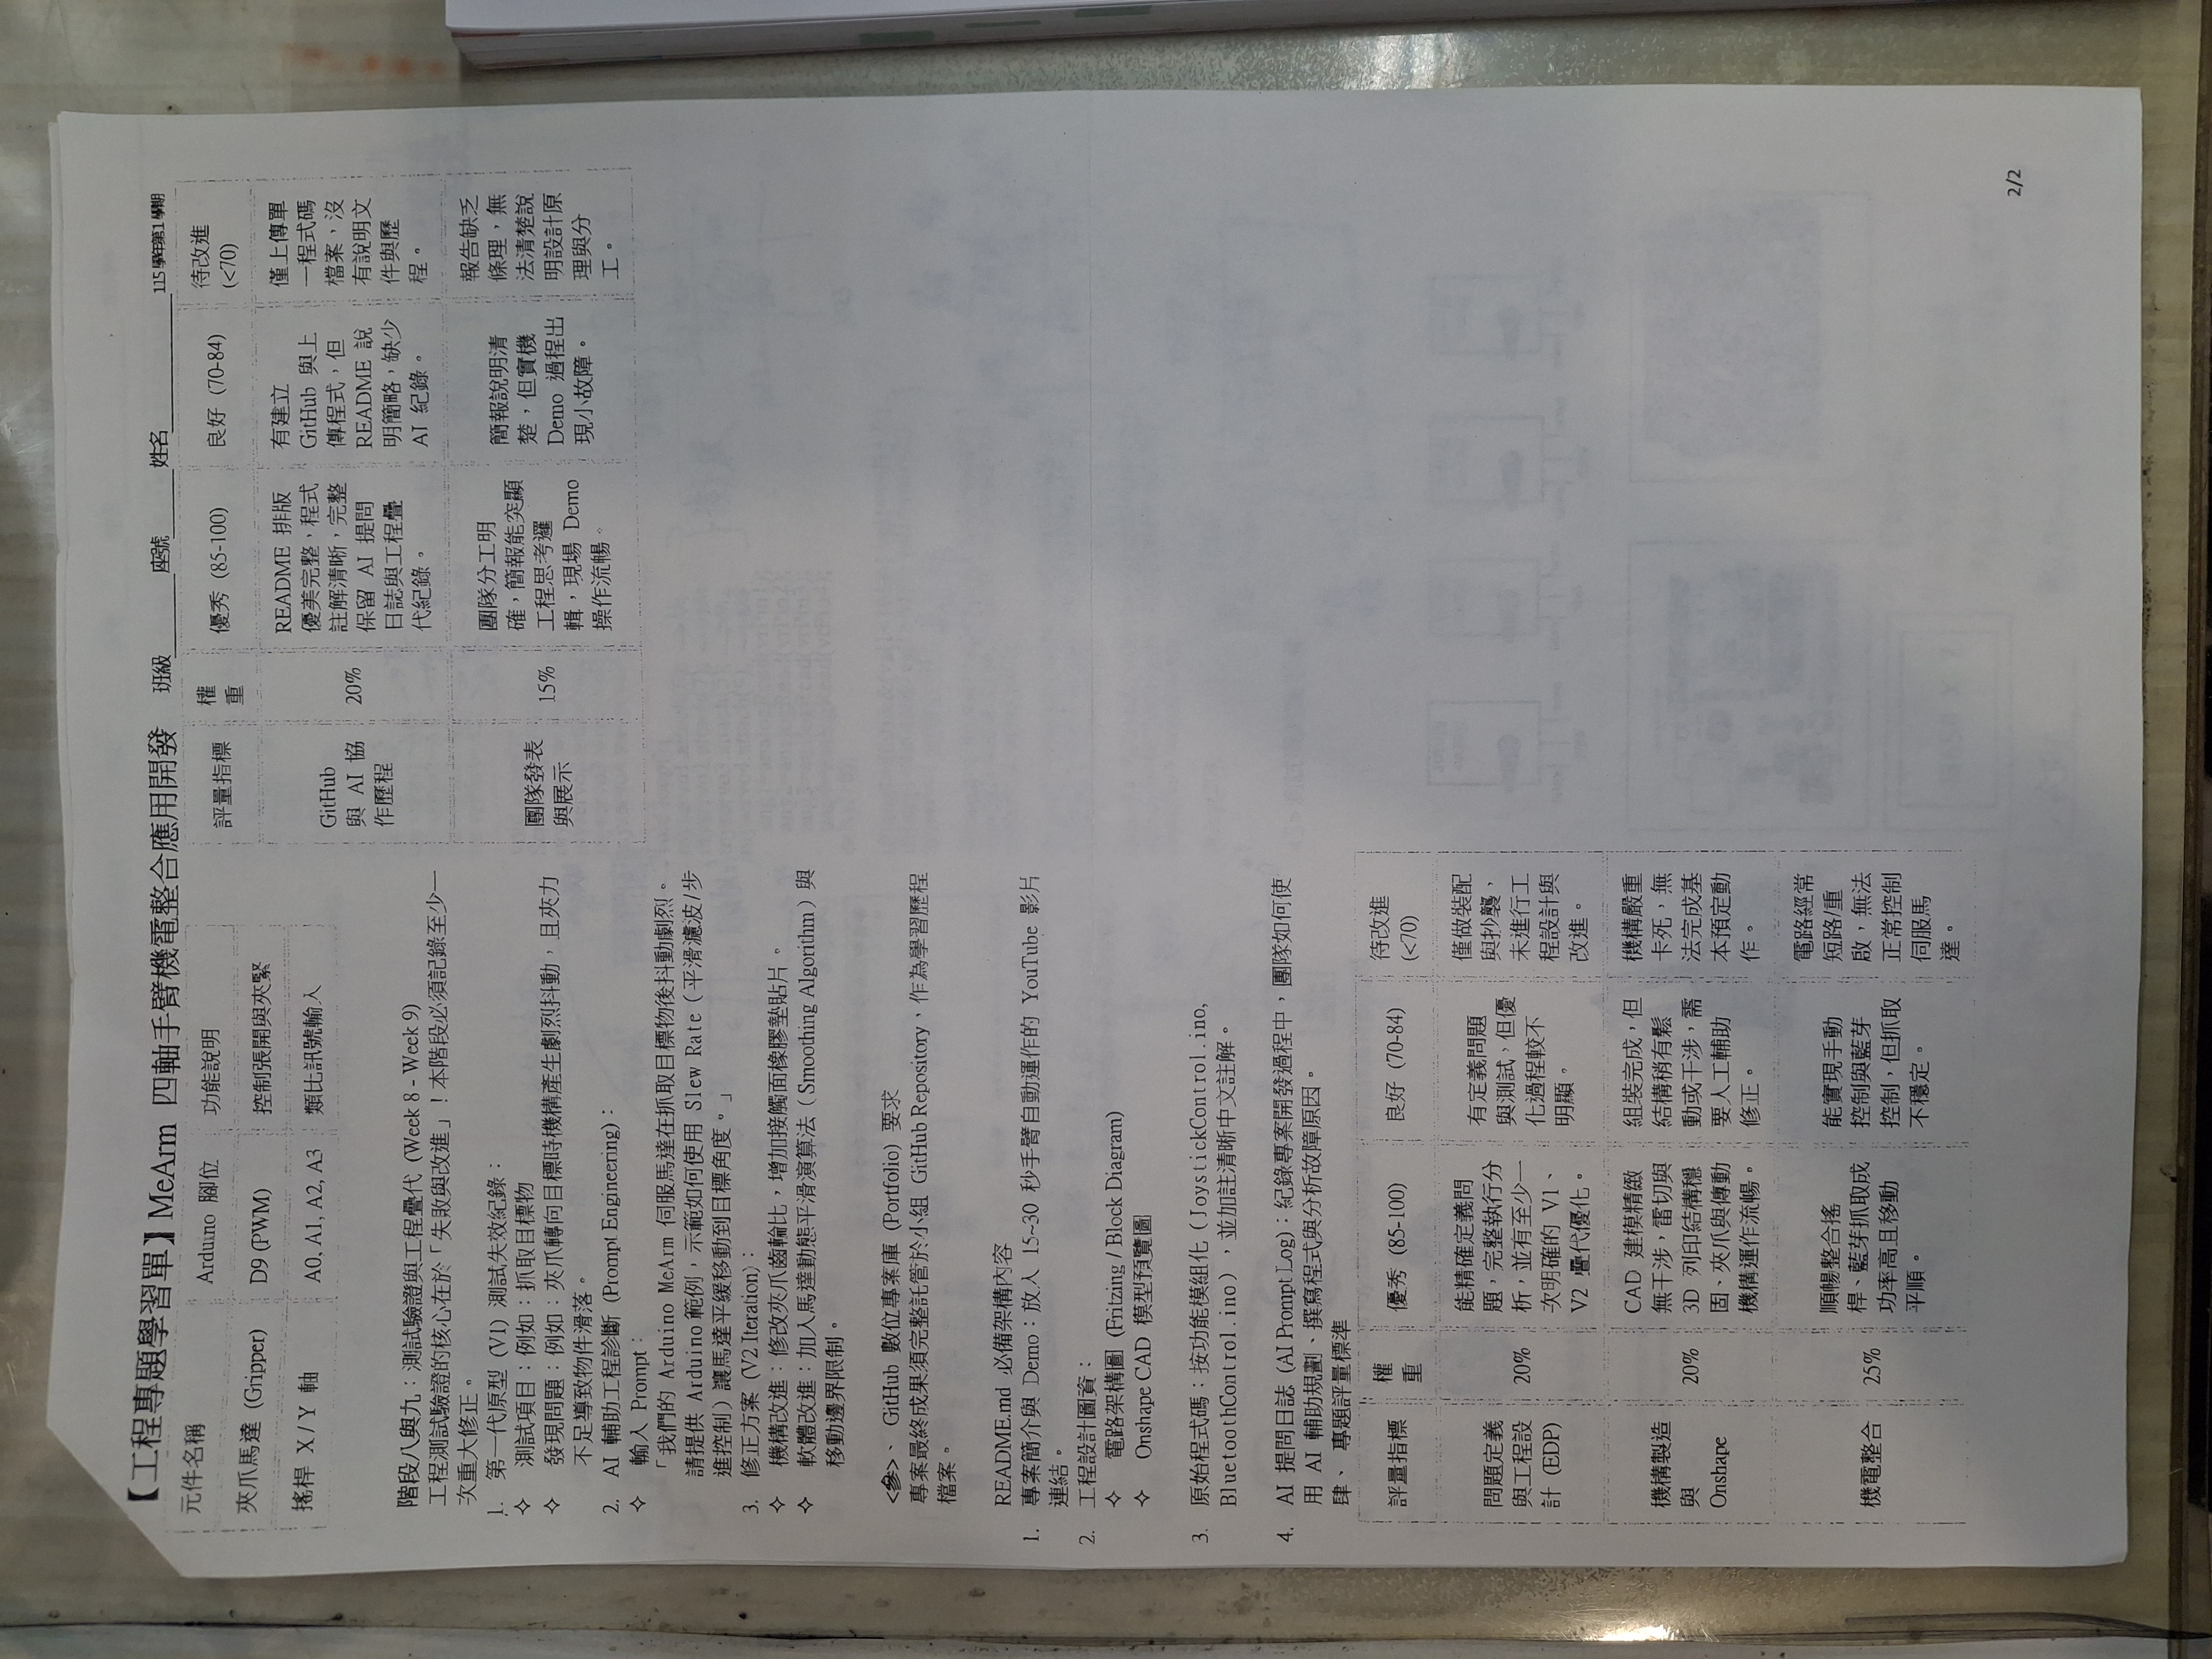 【工程專題學習單】MeArm 四軸手臂機電整合應用開發 班級 座號 姓名 115 學年第1 學期
元件名稱 Arduino 腳位 功能說明
夾爪馬達 (Gripper) D9 (PWM) 控制張開與夾緊
搖桿 X / Y 軸 A0, A1, A2, A3 類比訊號輸入
階段八與九：測試驗證與工程疊代 (Week 8 - Week 9)
工程測試驗證的核心在於「失敗與改進」！本階段必須記錄至少一
次重大修正。
1. 第一代原型 (V1) 測試失效紀錄：
✧ 測試項目：例如：抓取目標物
✧ 發現問題：例如：夾爪轉向目標時機構產生劇烈抖動，且夾力
不足導致物件滑落。
2. AI 輔助工程診斷 (Prompt Engineering)：
✧ 輸入 Prompt：
「我們的 Arduino MeArm 伺服馬達在抓取目標物後抖動劇烈。
請提供 Arduino 範例，示範如何使用 Slew Rate（平滑濾波/步
進控制）讓馬達平緩移動到目標角度。」
3. 修正方案 (V2 Iteration)：
✧ 機構改進：修改夾爪齒輪比，增加接觸面橡膠墊貼片。
✧ 軟體改進：加入馬達動態平滑演算法（Smoothing Algorithm）與
移動邊界限制。
<參>、 GitHub 數位專案庫 (Portfolio) 要求
專案最終成果須完整託管於小組 GitHub Repository，作為學習歷程
檔案。
README.md 必備架構內容
1. 專案簡介與 Demo：放入 15~30 秒手臂自動運作的 YouTube 影片
連結。
2. 工程設計圖資：
✧ 電路架構圖 (Fritzing / Block Diagram)
✧ Onshape CAD 模型預覽圖
3. 原始程式碼：按功能模組化（JoystickControl.ino,
BluetoothControl.ino），並加註清晰中文註解。
4. AI 提問日誌 (AI Prompt Log)：紀錄專案開發過程中，團隊如何使
用 AI 輔助規劃、撰寫程式與分析故障原因。
肆、 專題評量標準
評量指標
權
重
優秀 (85-100)
良好 (70-84)
待改進
(<70)
問題定義
與工程設
計 (EDP)
20%
能精確定義問
題，完整執行分
析，並有至少一
次明確的 V1、
V2 疊代優化。
有定義問題
與測試，但優
化過程較不
明顯。
僅做裝配
與抄襲，
未進行工
程設計與
改進。
機構製造
與
Onshape
20%
CAD 建模精緻
無干涉，雷切與
3D 列印結構穩
固、夾爪與傳動
機構運作流暢。
組裝完成，但
結構稍有鬆
動或干涉，需
要人工輔助
修正。
機構嚴重
卡死，無
法完成基
本預定動
作。
機電整合
25%
順暢整合搖
桿、藍芽抓取成
功率高且移動
平順。
能實現手動
控制與藍芽
控制，但抓取
不穩定。
電路經常
短路/重
啟，無法
正常控制
伺服馬
達。
評量指標
權
重
優秀 (85-100)
良好 (70-84)
待改進
(<70)
GitHub
與 AI 協
作歷程
20%
README 排版
優美完整，程式
註解清晰，完整
保留 AI 提問
日誌與工程疊
代紀錄。
有建立
GitHub 與上
傳程式，但
README 說
明簡略，缺少
AI 紀錄。
僅上傳單
一程式碼
檔案，沒
有說明文
件與歷
程。
團隊發表
與展示
15%
團隊分工明
確，簡報能突顯
工程思考邏
輯，現場 Demo
操作流暢。
簡報說明清
楚，但實機
Demo 過程出
現小故障。
報告缺乏
條理，無
法清楚說
明設計原
理與分
工。
2/2